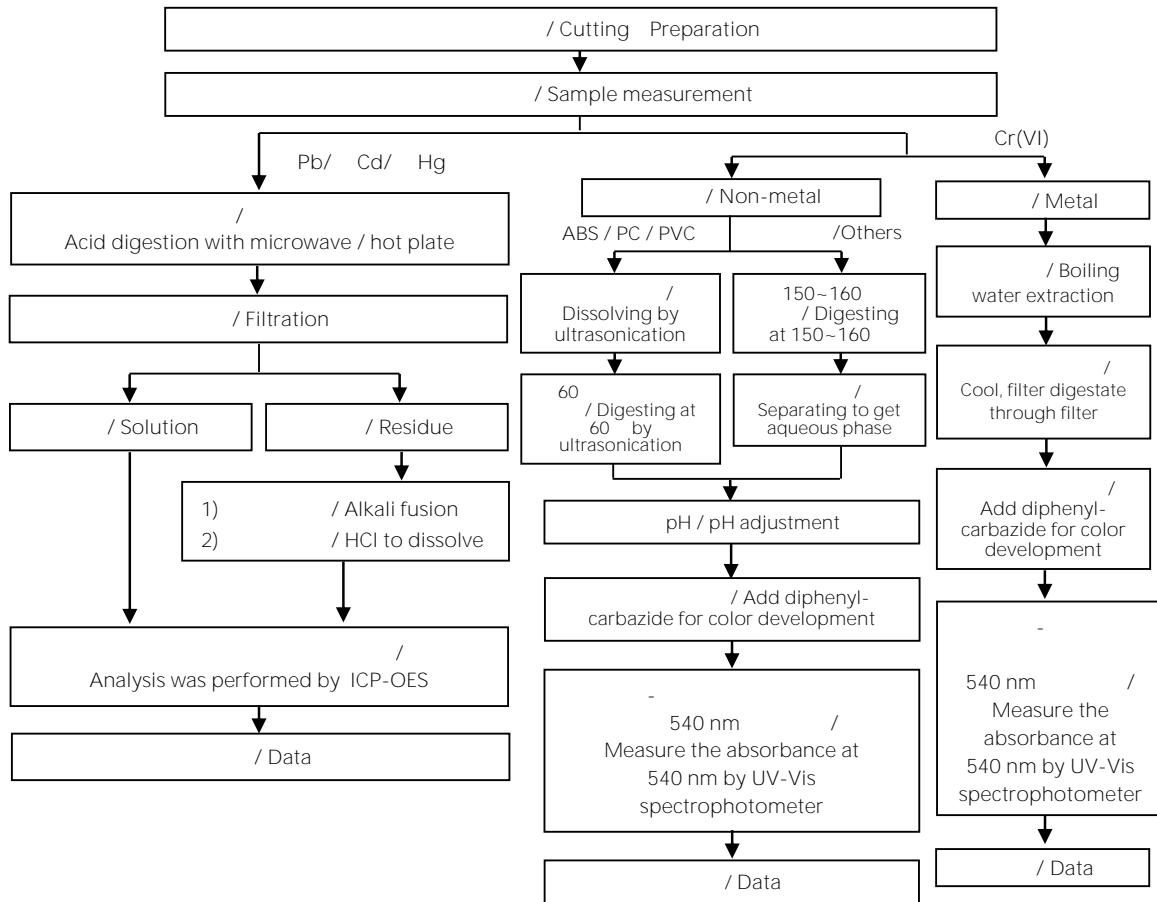 / Cutting Preparation
/ Sample measurement
Cr(VI)
Pb/ Cd/ Hg
/
Acid digestion with microwave / hot plate
/ Filtration
/ Solution
/ Residue
1) / Alkali fusion
2) / HCl to dissolve
/
Analysis was performed by ICP-OES
/ Data
/ Non-metal
ABS / PC / PVC
/Others
/
Dissolving by
ultrasonication
60
/ Digesting at
60 by
ultrasonication
150~160
/ Digesting
at 150~160
/
Separating to get
aqueous phase
pH / pH adjustment
/ Add diphenyl-
carbazide for color development
-
540 nm /
Measure the absorbance at
540 nm by UV-Vis
spectrophotometer
/ Data
/ Metal
/ Boiling
water extraction
/
Cool, filter digestate
through filter
/
Add diphenyl-
carbazide for color
development
-
540 nm /
Measure the
absorbance at
540 nm by UV-Vis
spectrophotometer
/ Data